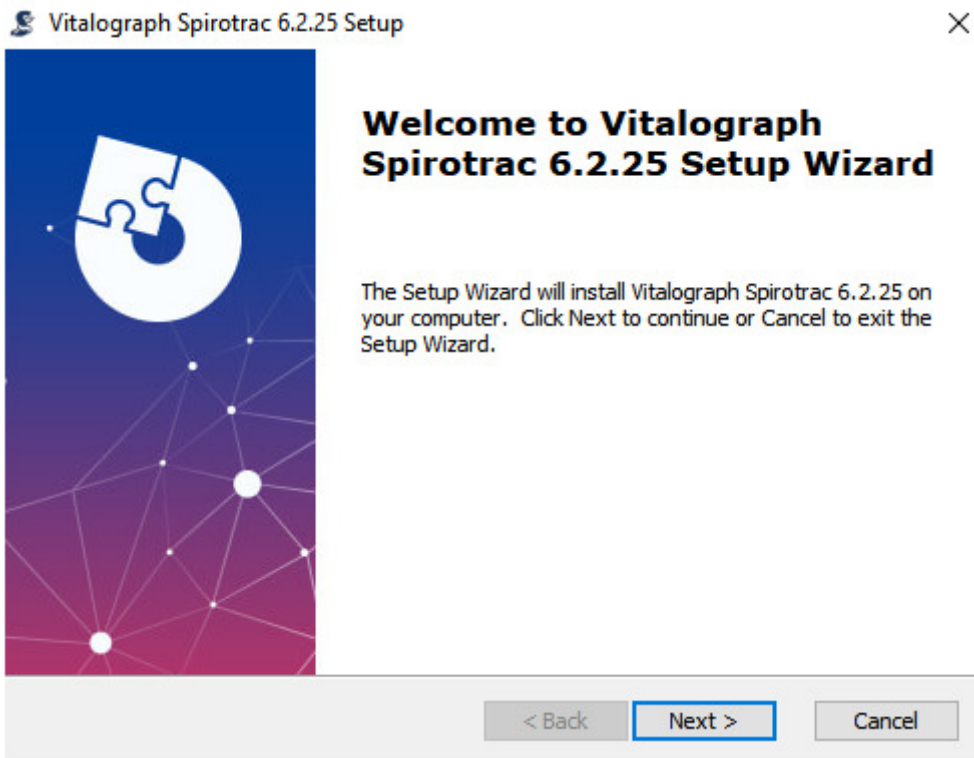 Vitalograph Spirotrac 6.2.25 Setup
Welcome to Vitalograph
Spirotrac 6.2.25 Setup Wizard
The Setup Wizard will install Vitalograph Spirotrac 6.2.25 on
your computer.  Click Next to continue or Cancel to exit the
Setup Wizard.
< Back
Next >
Cancel